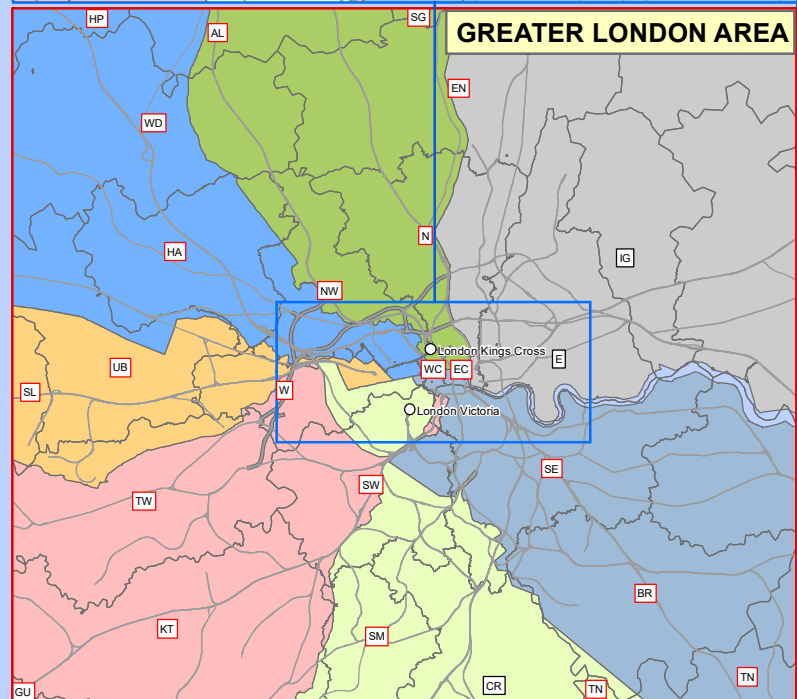 HP
SG
GREATER LONDON AREA
AL
EN
WD
N
HA
IG
NW
London Kings Cross
E
UB
WC
EC
SL
W
London Victoria
SE
SW
TW
BR
KT
SM
TN
CR
TN
GU